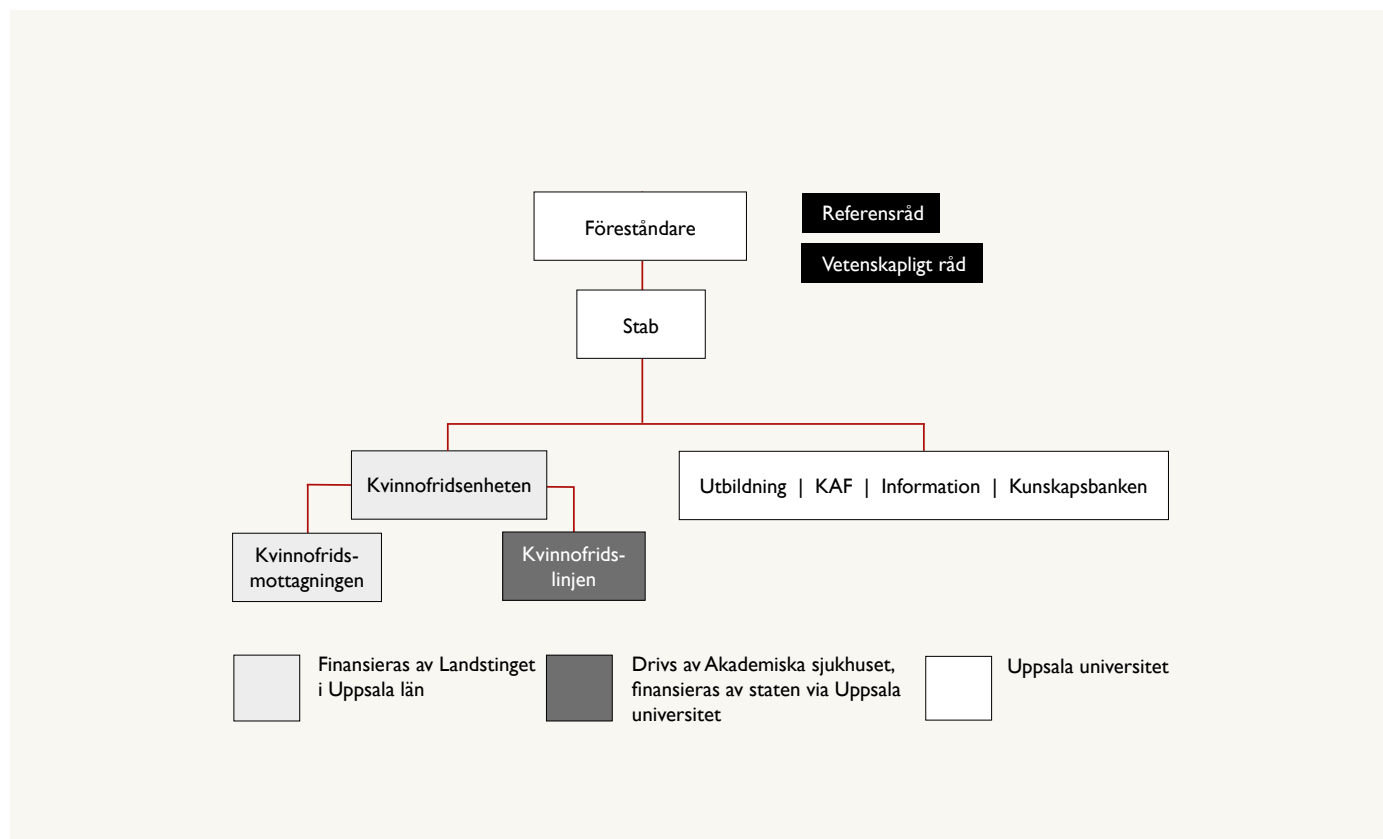 Föreståndare
Referensråd
Vetenskapligt råd
Stab
Kvinnofridsenheten
Utbildning | KAF | Information | Kunskapsbanken
Kvinnofrids-
mottagningen
Kvinnofrids-
linjen
Finansieras av Landstinget
i Uppsala län
Drivs av Akademiska sjukhuset,
finansieras av staten via Uppsala
universitet
Uppsala universitet